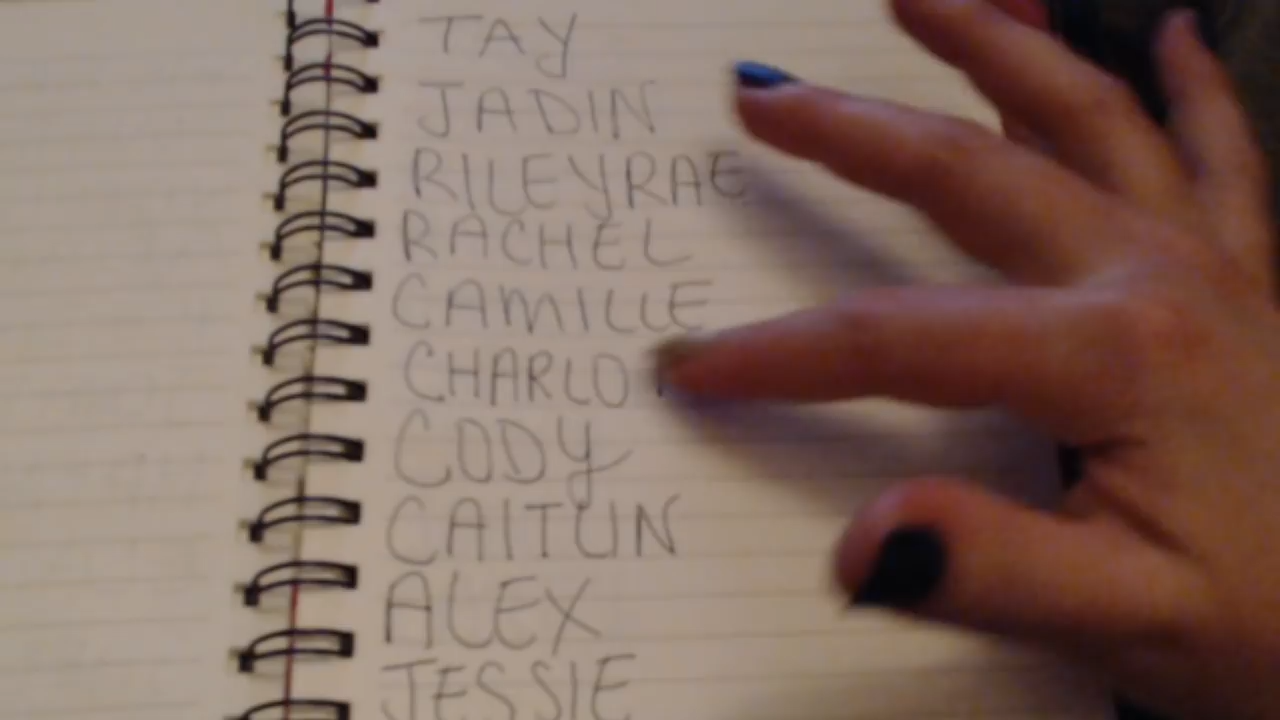 TAY
JADIN
RILEYRAE
RACHEL
CAMILLE
CODY
CAITLIN
ALEX
JESSIE